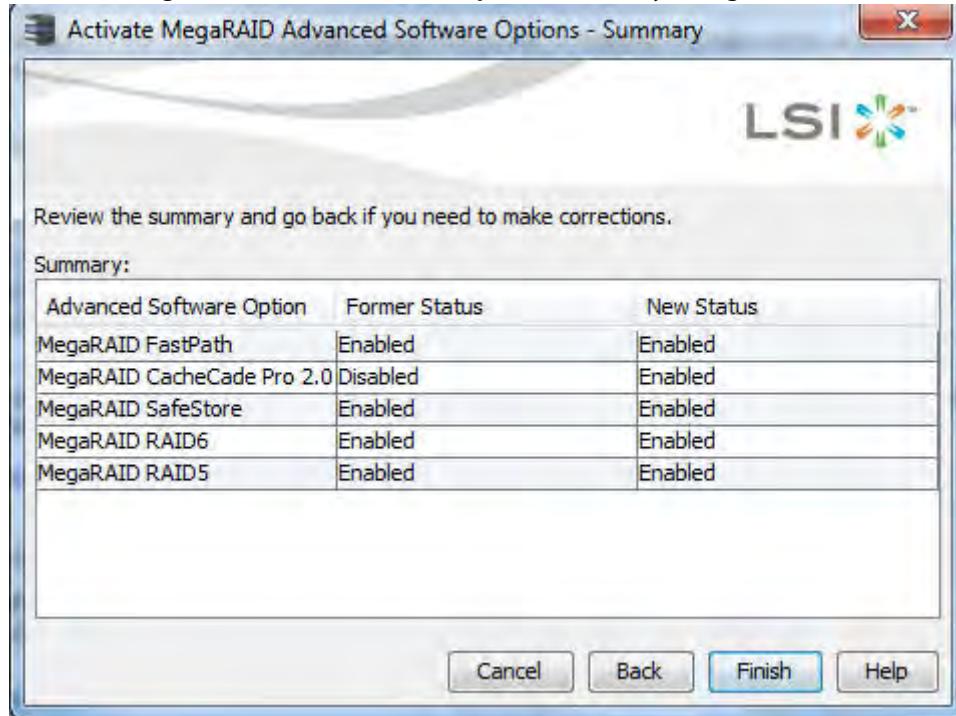 Activate MegaRAID Advanced Software Options - Summary
LSI
Review the summary and go back if you need to make corrections.
Summary:
Advanced Software Option Former Status New Status
MegaRAID FastPath Enabled Enabled
MegaRAID CacheCade Pro 2.0 Disabled Enabled
MegaRAID SafeStore Enabled Enabled
MegaRAID RAID6 Enabled Enabled
MegaRAID RAID5 Enabled Enabled
Cancel Back Finish Help